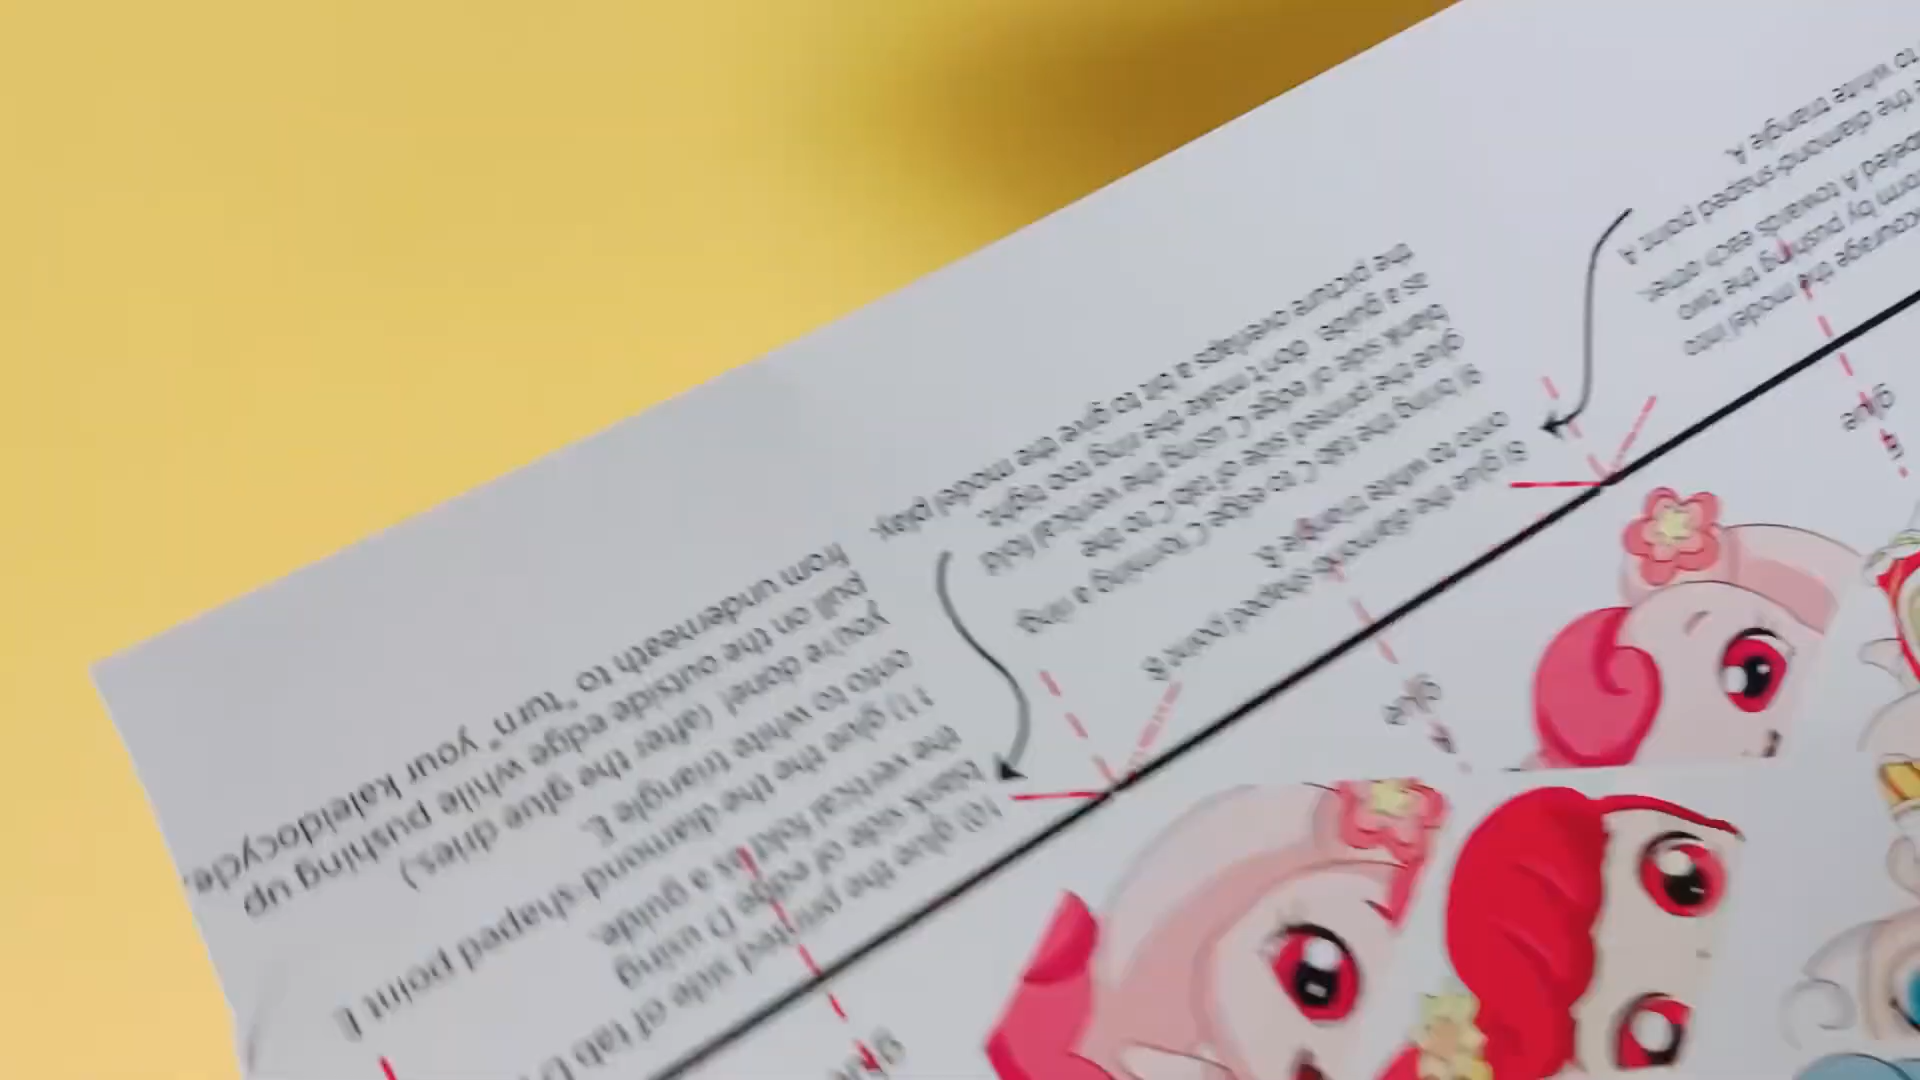 courage the model into
form by pushing the two
beled A towards each other.
the diamond-shaped point A
to white triangle A.
8) glue the diamond shaped point B
onto to white triangle B.
9) bring the tab C to edge C forming a ring
glue the printed side of tab C to the
blank side of edge C using the vertical fold
as a guide. don't make the ring too tight,
the picture overlaps a bit to give the model play.
10) glue the printed side of tab D
blank side of edge D using
the vertical fold as a guide.
11) glue the diamond-shaped point E
onto to white triangle E.
you're done! (after the glue dries)
pull on the outside edge while pushing up
from underneath to "turn" your kaleidocycle.
glue
glue